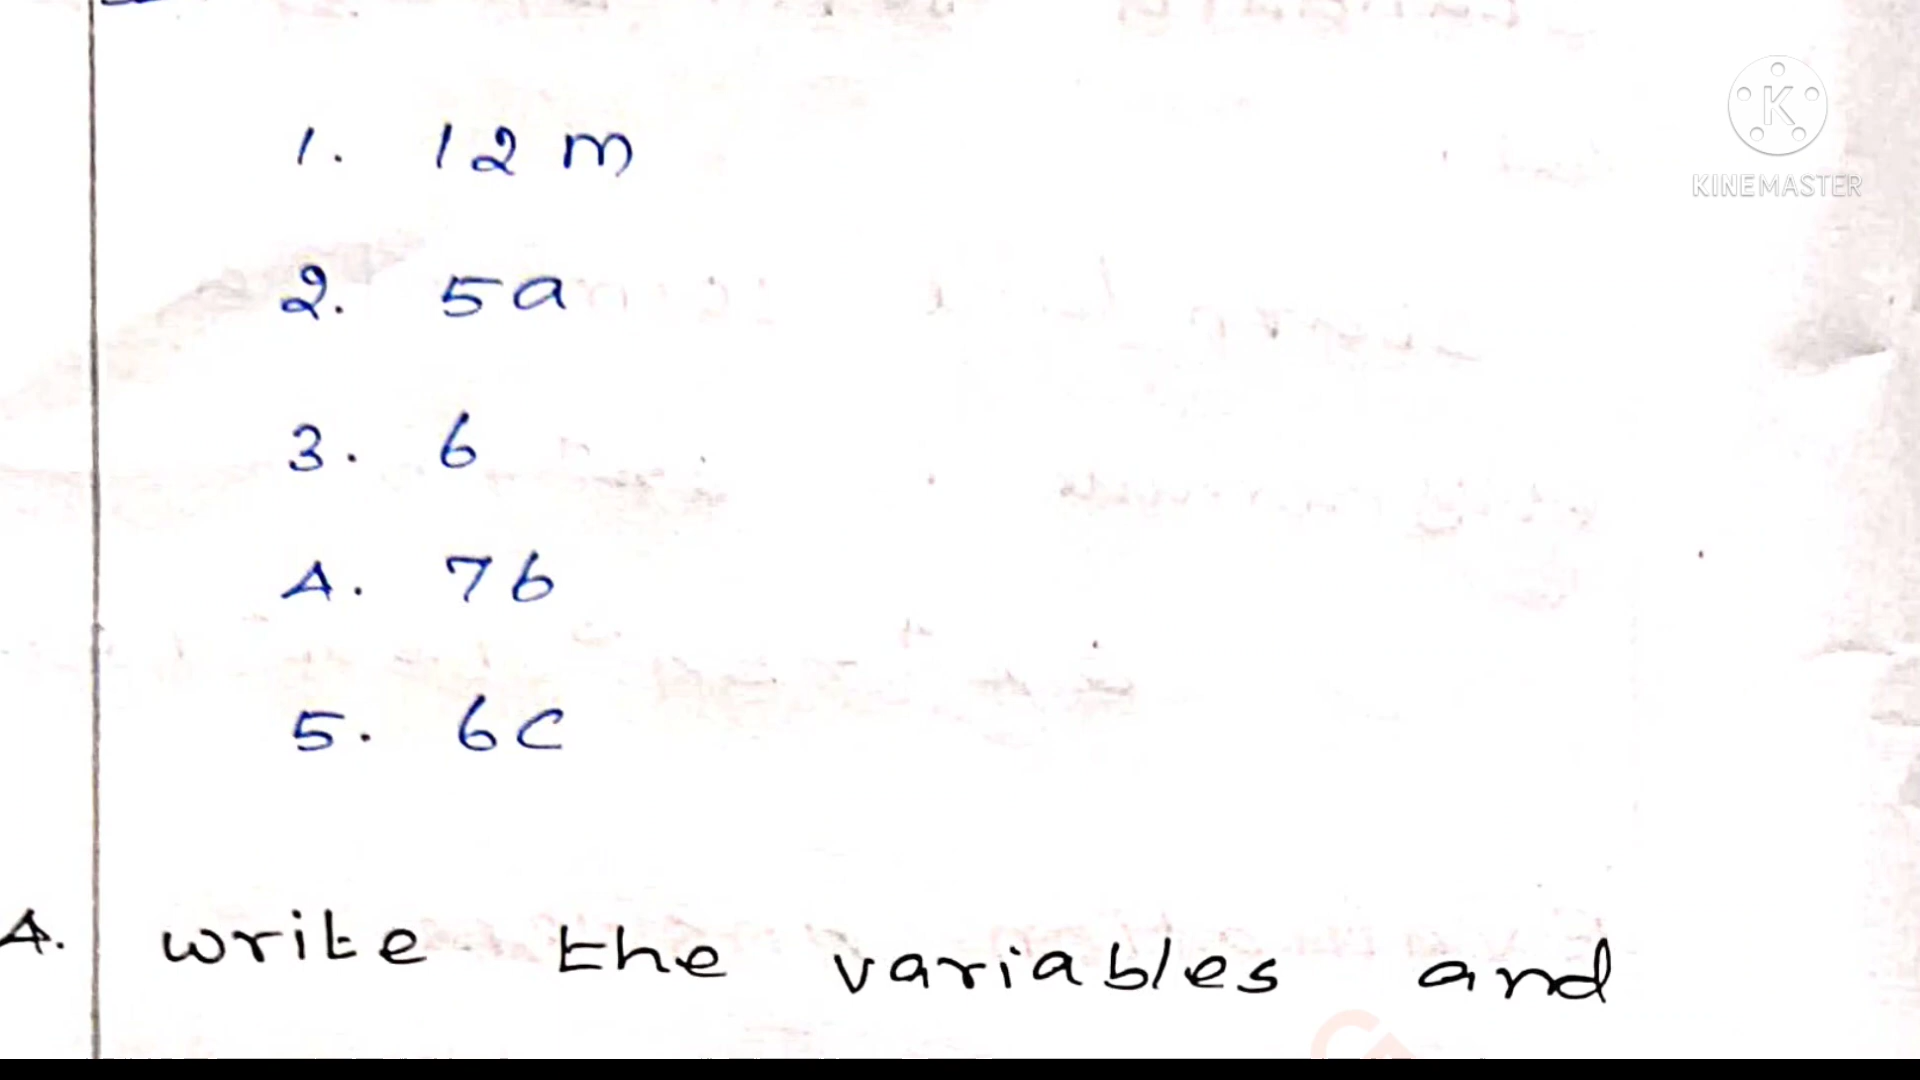 1. 12 m
KINEMASTER
2. 5a
3. 6
4. 7b
5. 6c
4. write the variables and